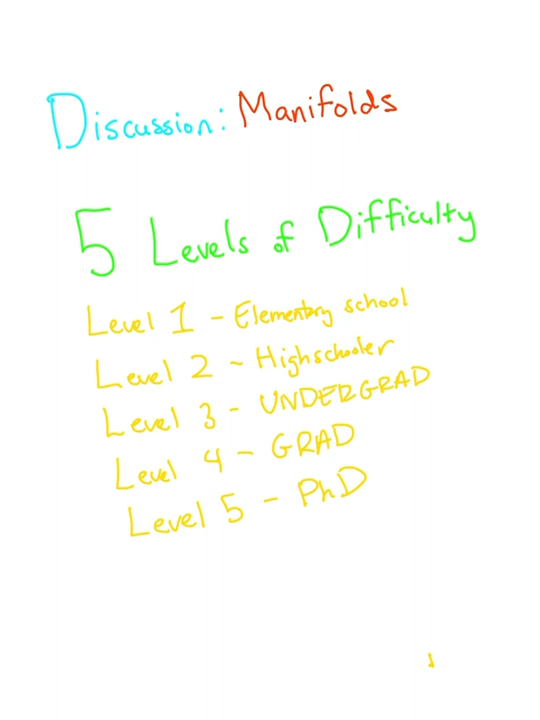 Discussion: Manifolds
5 Levels of Difficulty
Level 1 - Elementary school
Level 2 - Highschooler
Level 3 - UNDERGRAD
Level 4 - GRAD
Level 5 - PhD